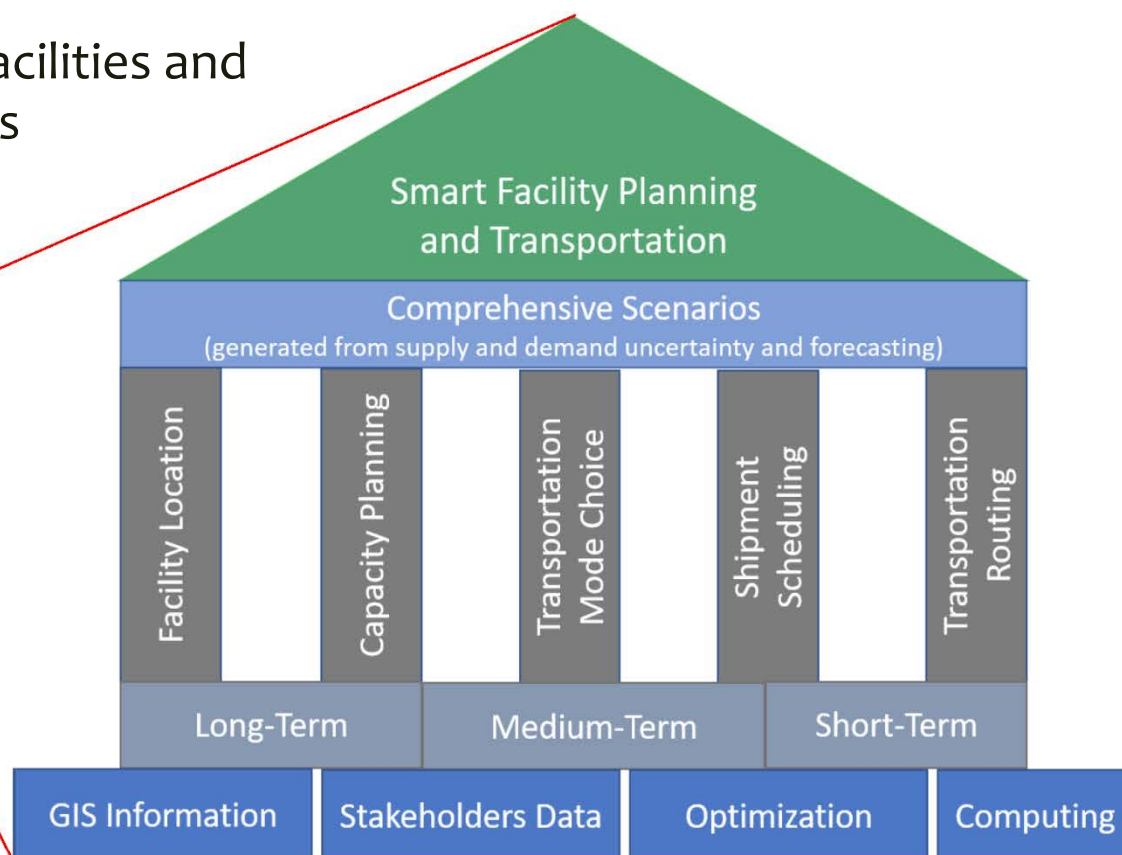 acilities and
s
Smart Facility Planning
and Transportation
Comprehensive Scenarios
(generated from supply and demand uncertainty and forecasting)
Facility Location
Capacity Planning
Transportation
Mode Choice
Shipment
Scheduling
Transportation
Routing
Long-Term
Medium-Term
Short-Term
GIS Information
Stakeholders Data
Optimization
Computing